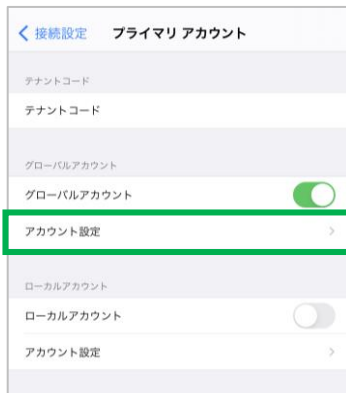 接続設定 プライマリ アカウント
テナントコード
テナントコード
グローバルアカウント
グローバルアカウント
アカウント設定
ローカルアカウント
ローカルアカウント
アカウント設定